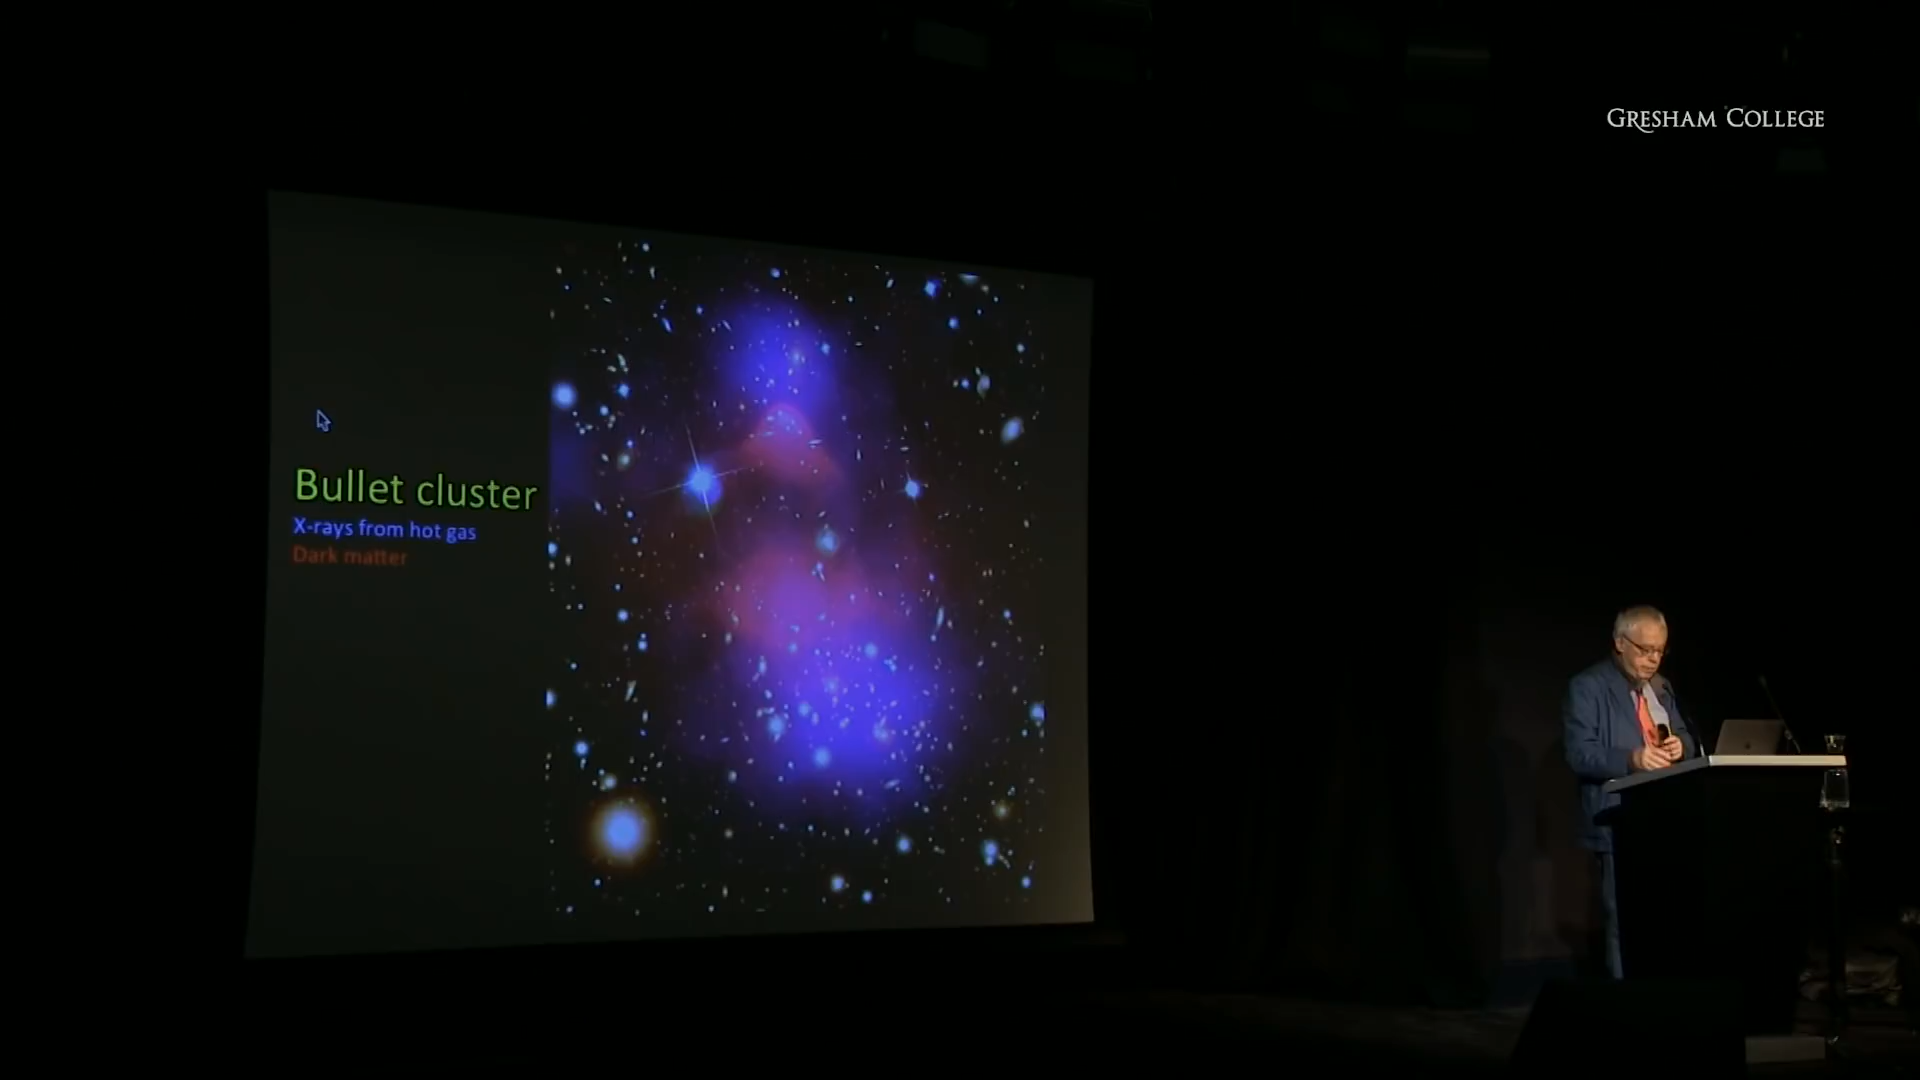 GRESHAM COLLEGE
Bullet cluster
X-rays from hot gas
Dark matter